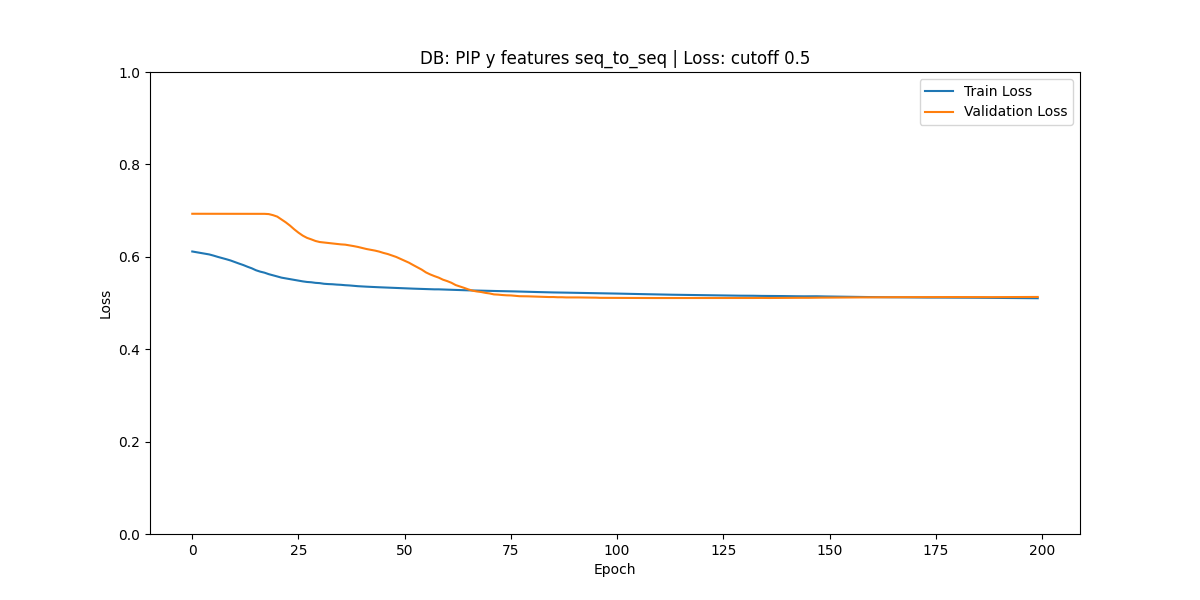 DB: PIP y features seq_to_seq | Loss: cutoff 0.5
1.0
0.8
0.6
0.4
0.2
0.0
Loss
Train Loss
Validation Loss
0 25 50 75 100 125 150 175 200
Epoch